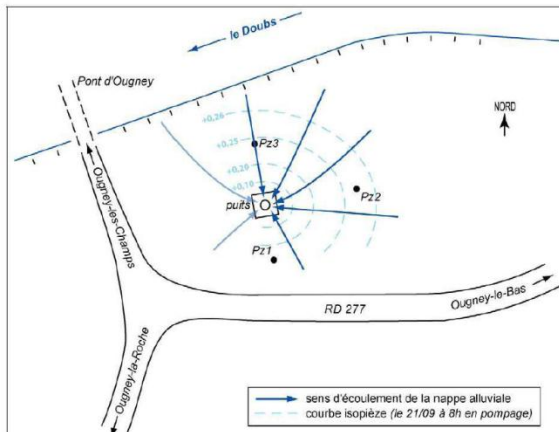 le Doubs
Pont d'Ougney
NORD
+0,26
+0,25
Pz3
+0,20
+0,10
puits
Pz2
Pz1
Ougney-les-Champs
RD 277
Ougney-le-Bas
Ougney-la-Roche
sens d'écoulement de la nappe alluviale
courbe isopièze (le 21/09 à 8h en pompage)